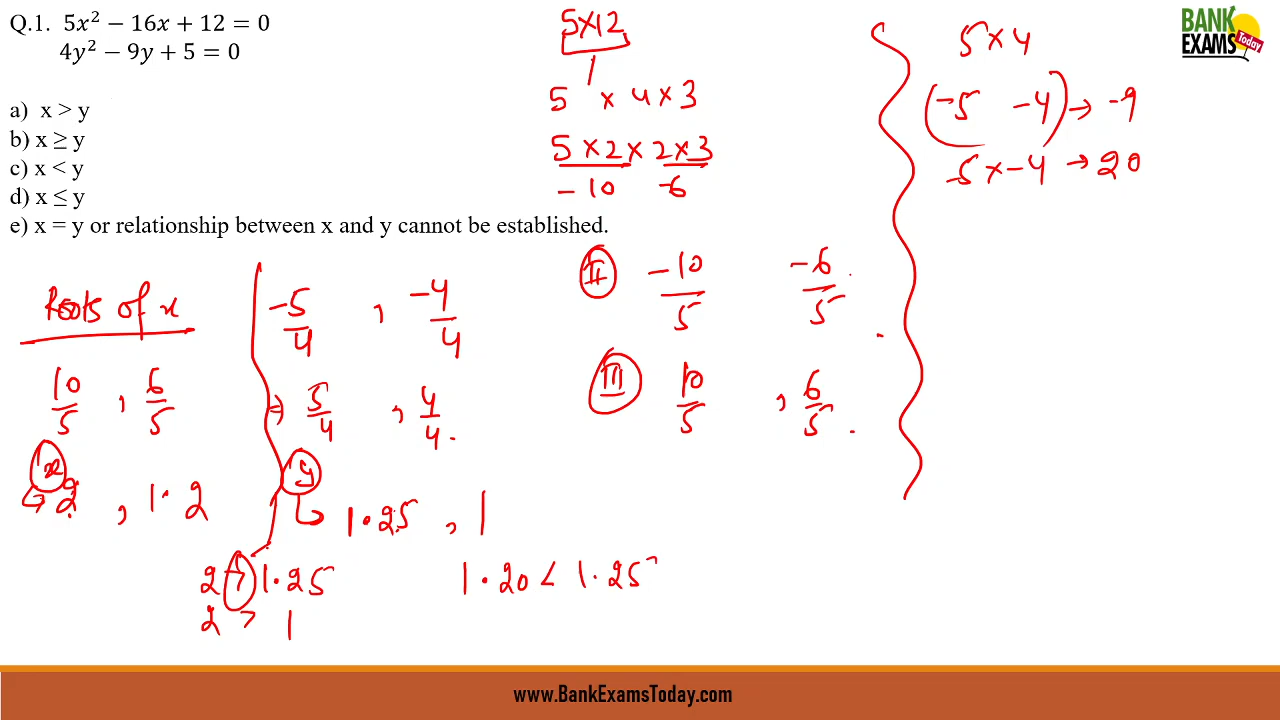 Q.1. 5x² − 16x + 12 = 0
4y² − 9y + 5 = 0
a) x > y
b) x ≥ y
c) x < y
d) x ≤ y
e) x = y or relationship between x and y cannot be established.
5×12
5 × 4 × 3
5 × 2 × 2 × 3
-10 -6
II -10/5 -6/5
III 10/5 , 6/5
5×4
(-5 -4) → -9
-5 × -4 → 20
BANK
EXAMS
Today
Roots of x
10/5 , 6/5
x
→ 2 , 1.2
-5/4 , -4/4
⇒ 5/4 , 4/4.
y
1.25 , 1
2 > 1.25
2 > 1
1.20 < 1.25
www.BankExamsToday.com